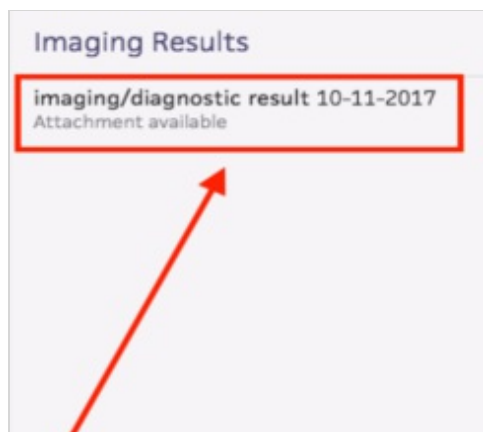 Imaging Results
imaging/diagnostic result 10-11-2017
Attachment available